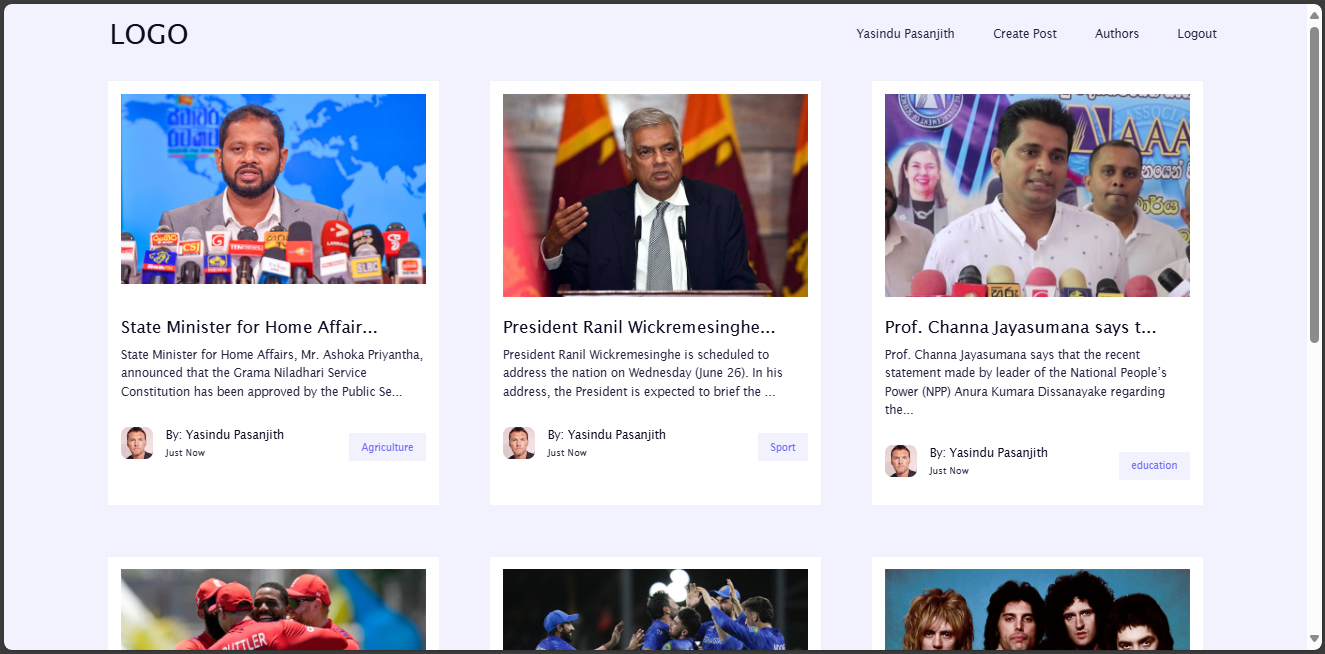 LOGO
Yasindu Pasanjith
Create Post
Authors
Logout
State Minister for Home Affair...
State Minister for Home Affairs, Mr. Ashoka Priyantha,
announced that the Grama Niladhari Service
Constitution has been approved by the Public Se...
By: Yasindu Pasanjith
Just Now
Agriculture
President Ranil Wickremesinghe...
President Ranil Wickremesinghe is scheduled to
address the nation on Wednesday (June 26). In his
address, the President is expected to brief the ...
By: Yasindu Pasanjith
Just Now
Sport
Prof. Channa Jayasumana says t...
Prof. Channa Jayasumana says that the recent
statement made by leader of the National People’s
Power (NPP) Anura Kumara Dissanayake regarding
the...
By: Yasindu Pasanjith
Just Now
education